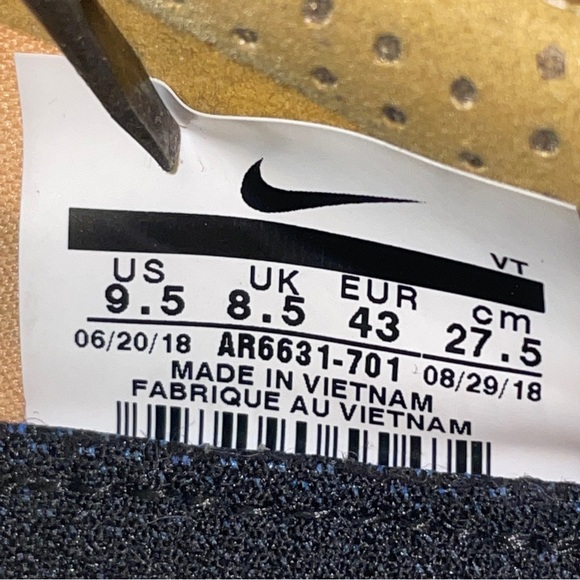 VT
US UK EUR cm
9.5 8.5 43 27.5
06/20/18 AR6631-701 08/29/18
MADE IN VIETNAM
FABRIQUE AU VIETNAM